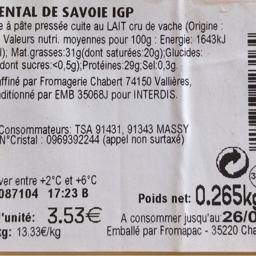 ENTAL DE SAVOIE IGP
e à pâte pressée cuite au LAIT cru de vache (Origine :
Valeurs nutri. moyennes pour 100g : Energie: 1643kJ
l); Mat grasses:31g(dont saturées:20g);Glucides:
dont sucres:<0,5g);Protéines:29g;Sel:0,3g.
affiné par Fromagerie Chabert 74150 Vallières,
ditionné par EMB 35068J pour INTERDIS.
Consommateurs: TSA 91431, 91343 MASSY
N°Cristal : 0969392244 (appel non surtaxé)
ver entre +2°C et +6°C
087104 17:23 B
Poids net: 0.265kg
l'unité: 3.53€
A consommer jusqu'au 26/0
kg: 13.33€/kg
Emballé par Fromapac - 35220 Cha